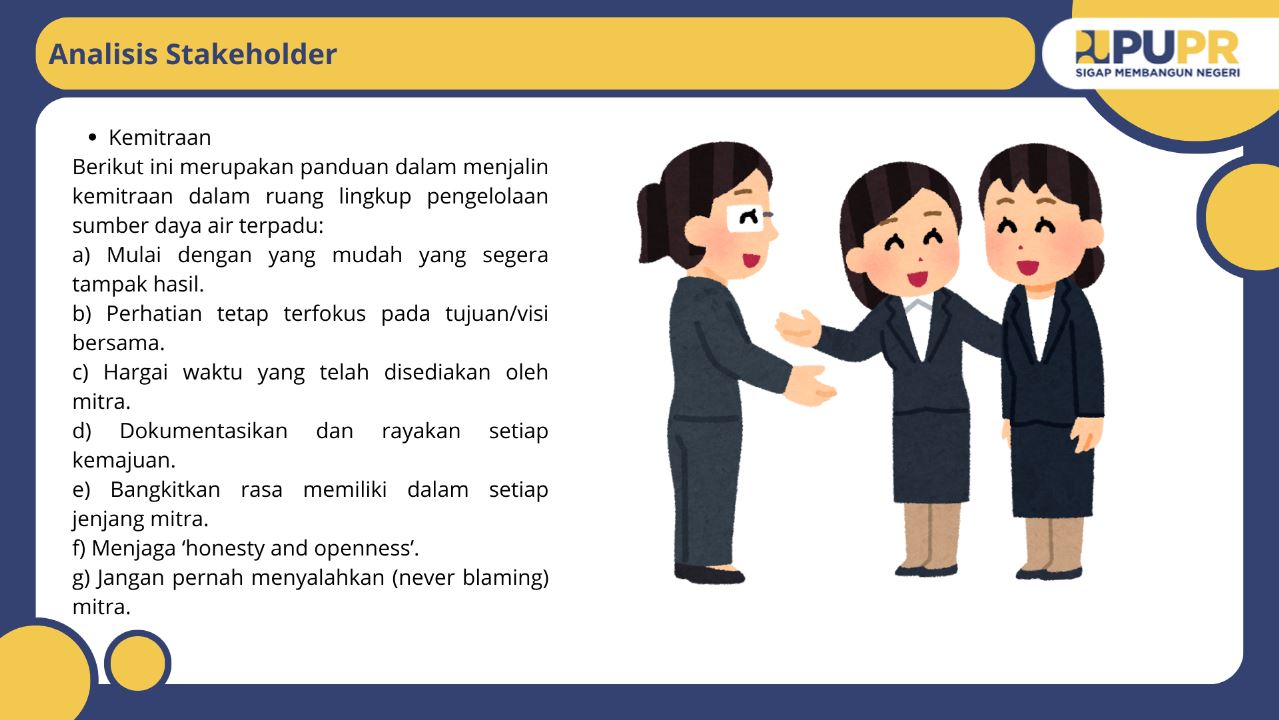 Analisis Stakeholder
PUPR
SIGAP MEMBANGUN NEGERI
• Kemitraan
Berikut ini merupakan panduan dalam menjalin
kemitraan dalam ruang lingkup pengelolaan
sumber daya air terpadu:
a) Mulai dengan yang mudah yang segera
tampak hasil.
b) Perhatian tetap terfokus pada tujuan/visi
bersama.
c) Hargai waktu yang telah disediakan oleh
mitra.
d) Dokumentasikan dan rayakan setiap
kemajuan.
e) Bangkitkan rasa memiliki dalam setiap
jenjang mitra.
f) Menjaga ‘honesty and openness’.
g) Jangan pernah menyalahkan (never blaming)
mitra.